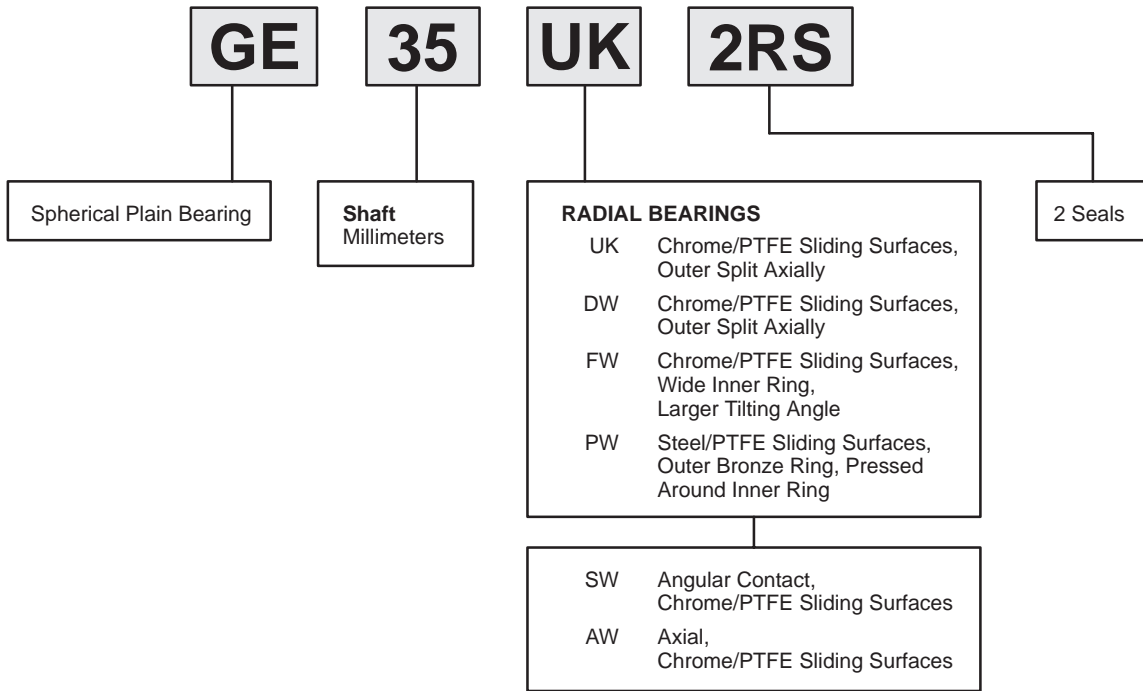 GE 35 UK 2RS
Spherical Plain Bearing
Shaft
Millimeters
RADIAL BEARINGS
UK Chrome/PTFE Sliding Surfaces,
Outer Split Axially
DW Chrome/PTFE Sliding Surfaces,
Outer Split Axially
FW Chrome/PTFE Sliding Surfaces,
Wide Inner Ring,
Larger Tilting Angle
PW Steel/PTFE Sliding Surfaces,
Outer Bronze Ring, Pressed
Around Inner Ring
2 Seals
SW Angular Contact,
Chrome/PTFE Sliding Surfaces
AW Axial,
Chrome/PTFE Sliding Surfaces